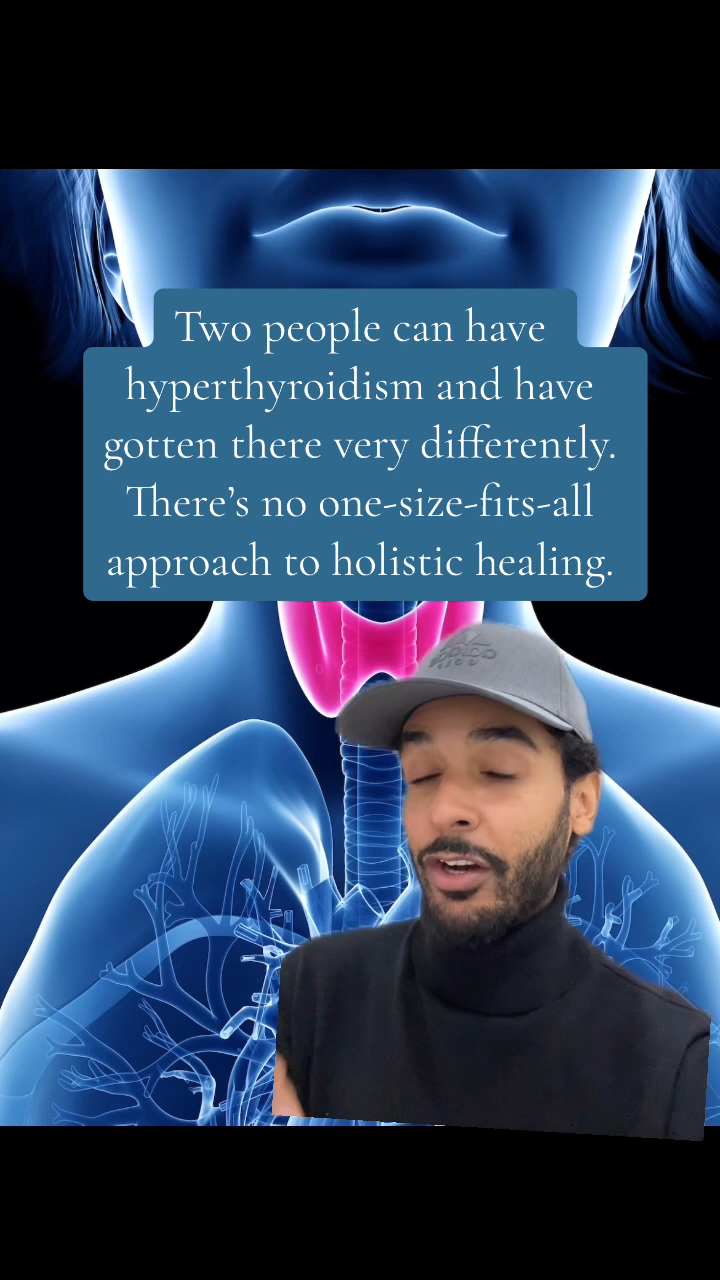 Two people can have
hyperthyroidism and have
gotten there very differently.
There’s no one-size-fits-all
approach to holistic healing.